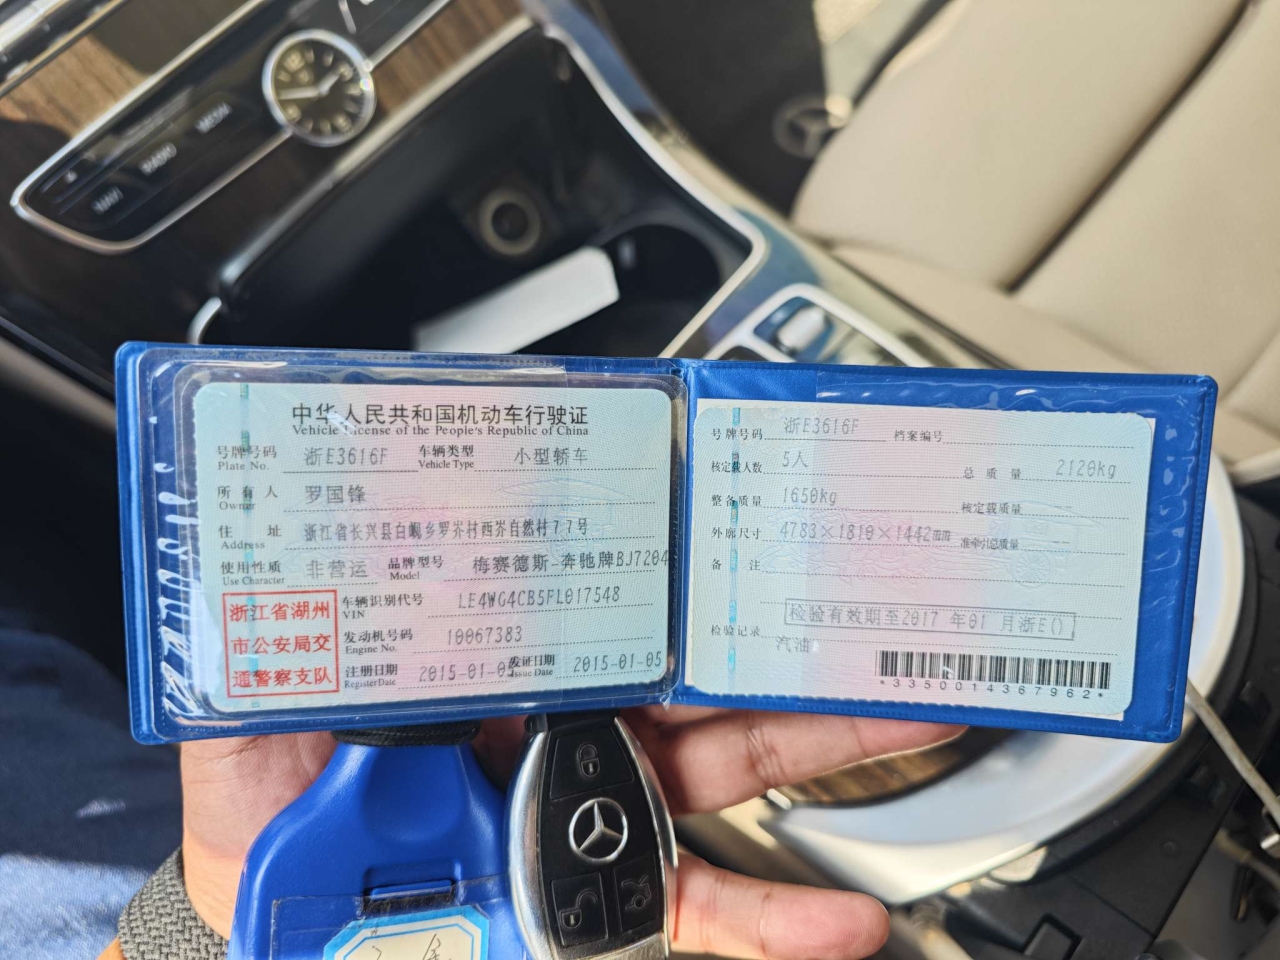 NAVI
RADIO
MEDIA
中华人民共和国机动车行驶证
Vehicle License of the People's Republic of China
号牌号码 浙E3616F 车辆类型 小型轿车
Plate No. Vehicle Type
所有人 罗国锋
Owner
住址 浙江省长兴县白岘乡罗岕村西岕自然村77号
Address
使用性质 非营运 品牌型号 梅赛德斯-奔驰牌BJ7204
Use Character Model
浙江省湖州
市公安局交
通警察支队
车辆识别代号 LE4WG4CB5FL017548
VIN
发动机号码 10067383
Engine No.
注册日期 2015-01-05 发证日期 2015-01-05
Register Date Issue Date
号牌号码 浙E3616F 档案编号
核定载人数 5人 总质量 2120kg
整备质量 1650kg 核定载质量 --
外廓尺寸 4783×1810×1442mm 准牵引总质量 --
备注
检验有效期至2017 年01 月浙E()
检验记录
汽油
*3350014367962*